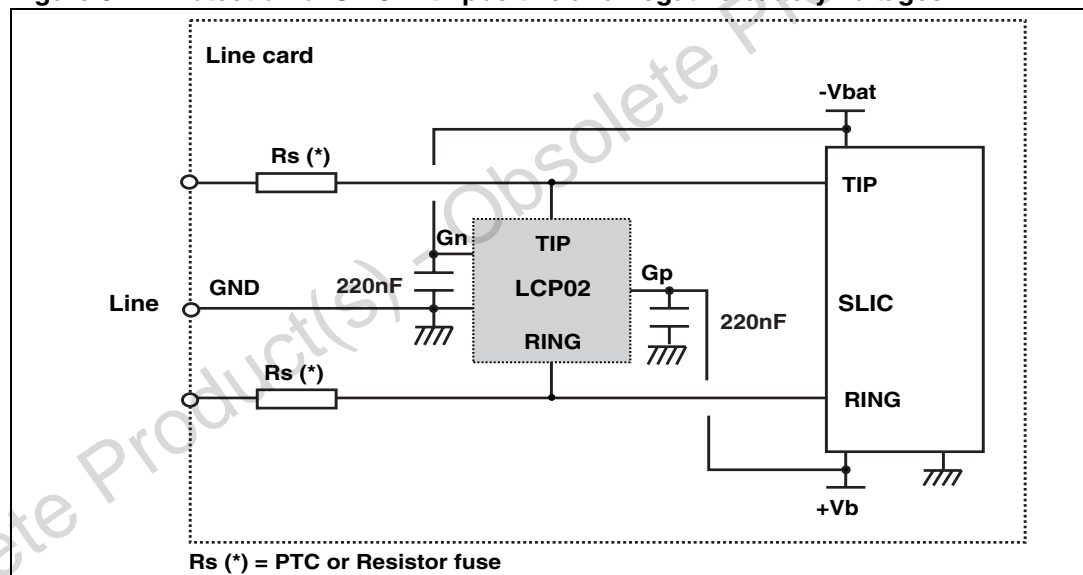 Line card
-Vbat
Rs (*)
TIP
Gn
TIP
Gp
220nF
LCP02
GND
Line
SLIC
220nF
RING
Rs (*)
RING
+Vb
Rs (*) = PTC or Resistor fuse
Obsolete Product(s) - Obsolete Pro